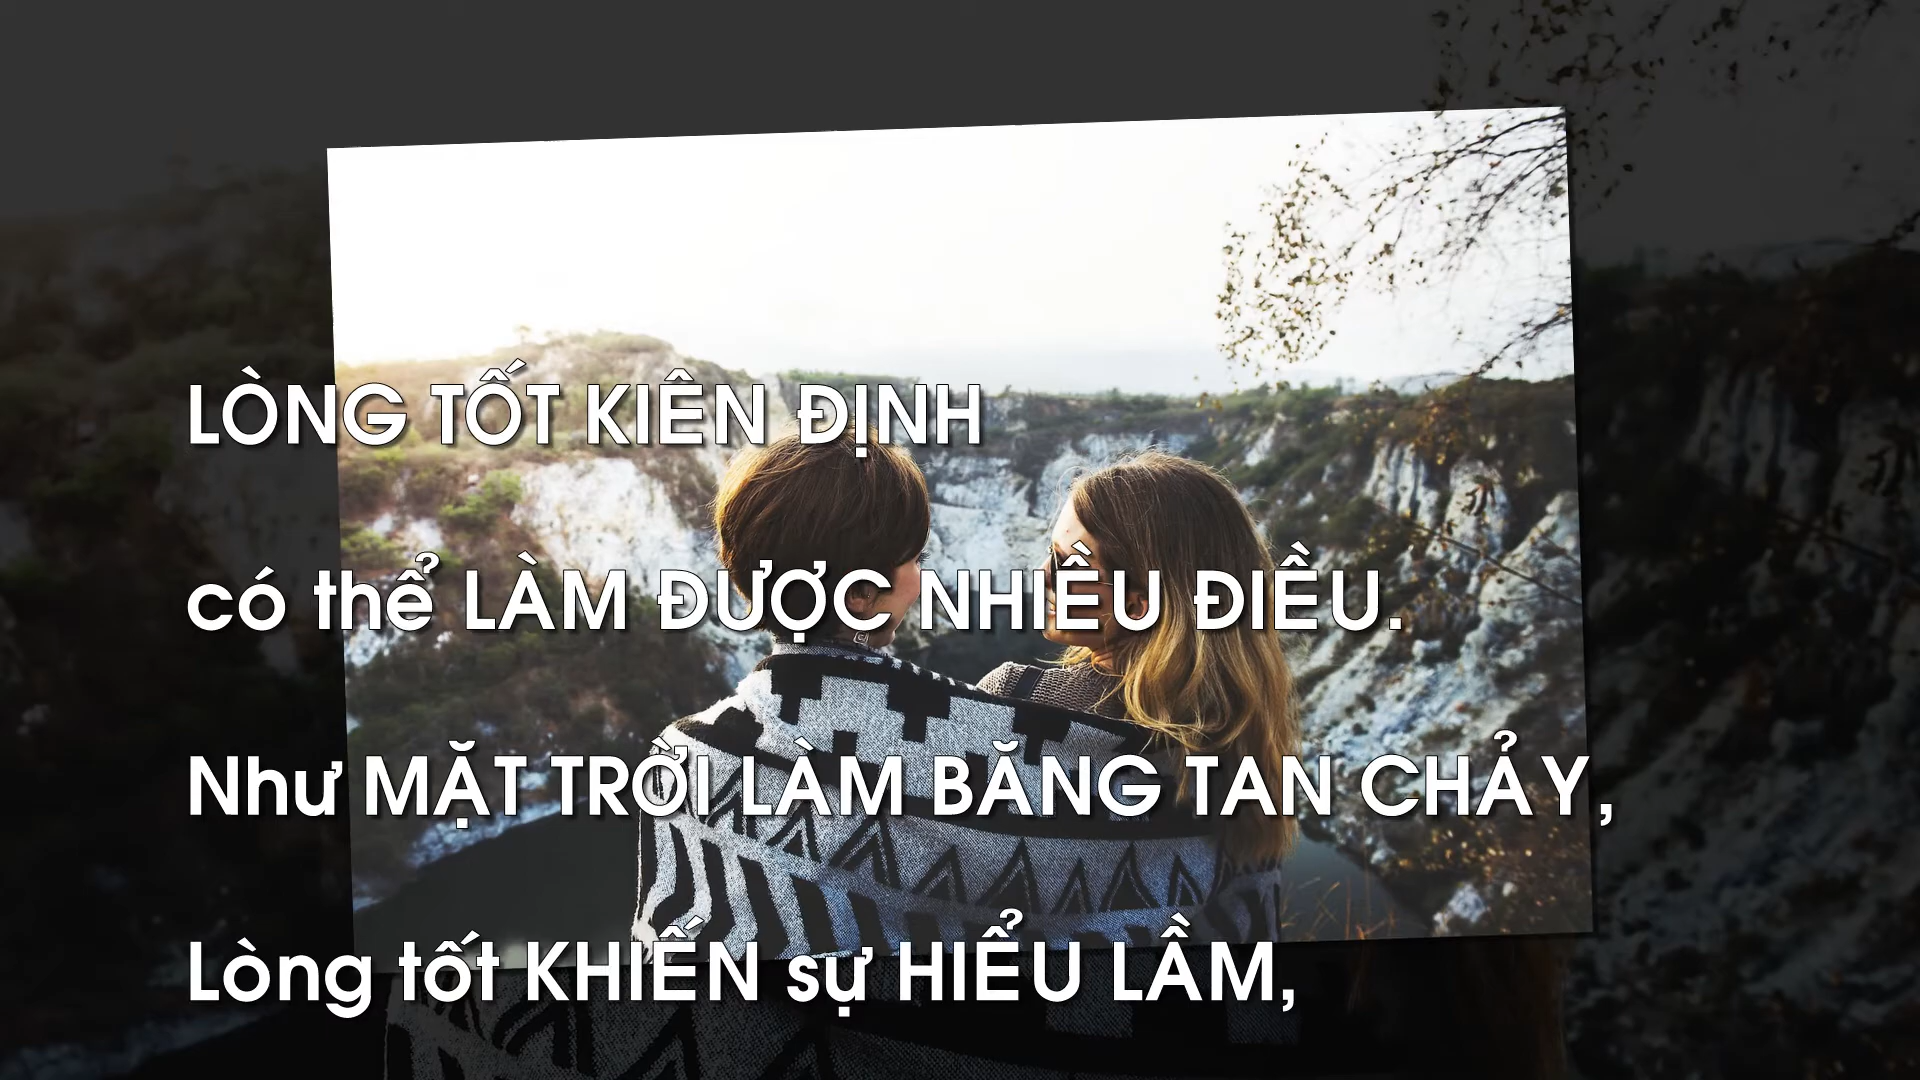 LÒNG TỐT KIÊN ĐỊNH
có thể LÀM ĐƯỢC NHIỀU ĐIỀU.
Như MẶT TRỜI LÀM BĂNG TAN CHẢY,
Lòng tốt KHIẾN sự HIỂU LẦM,